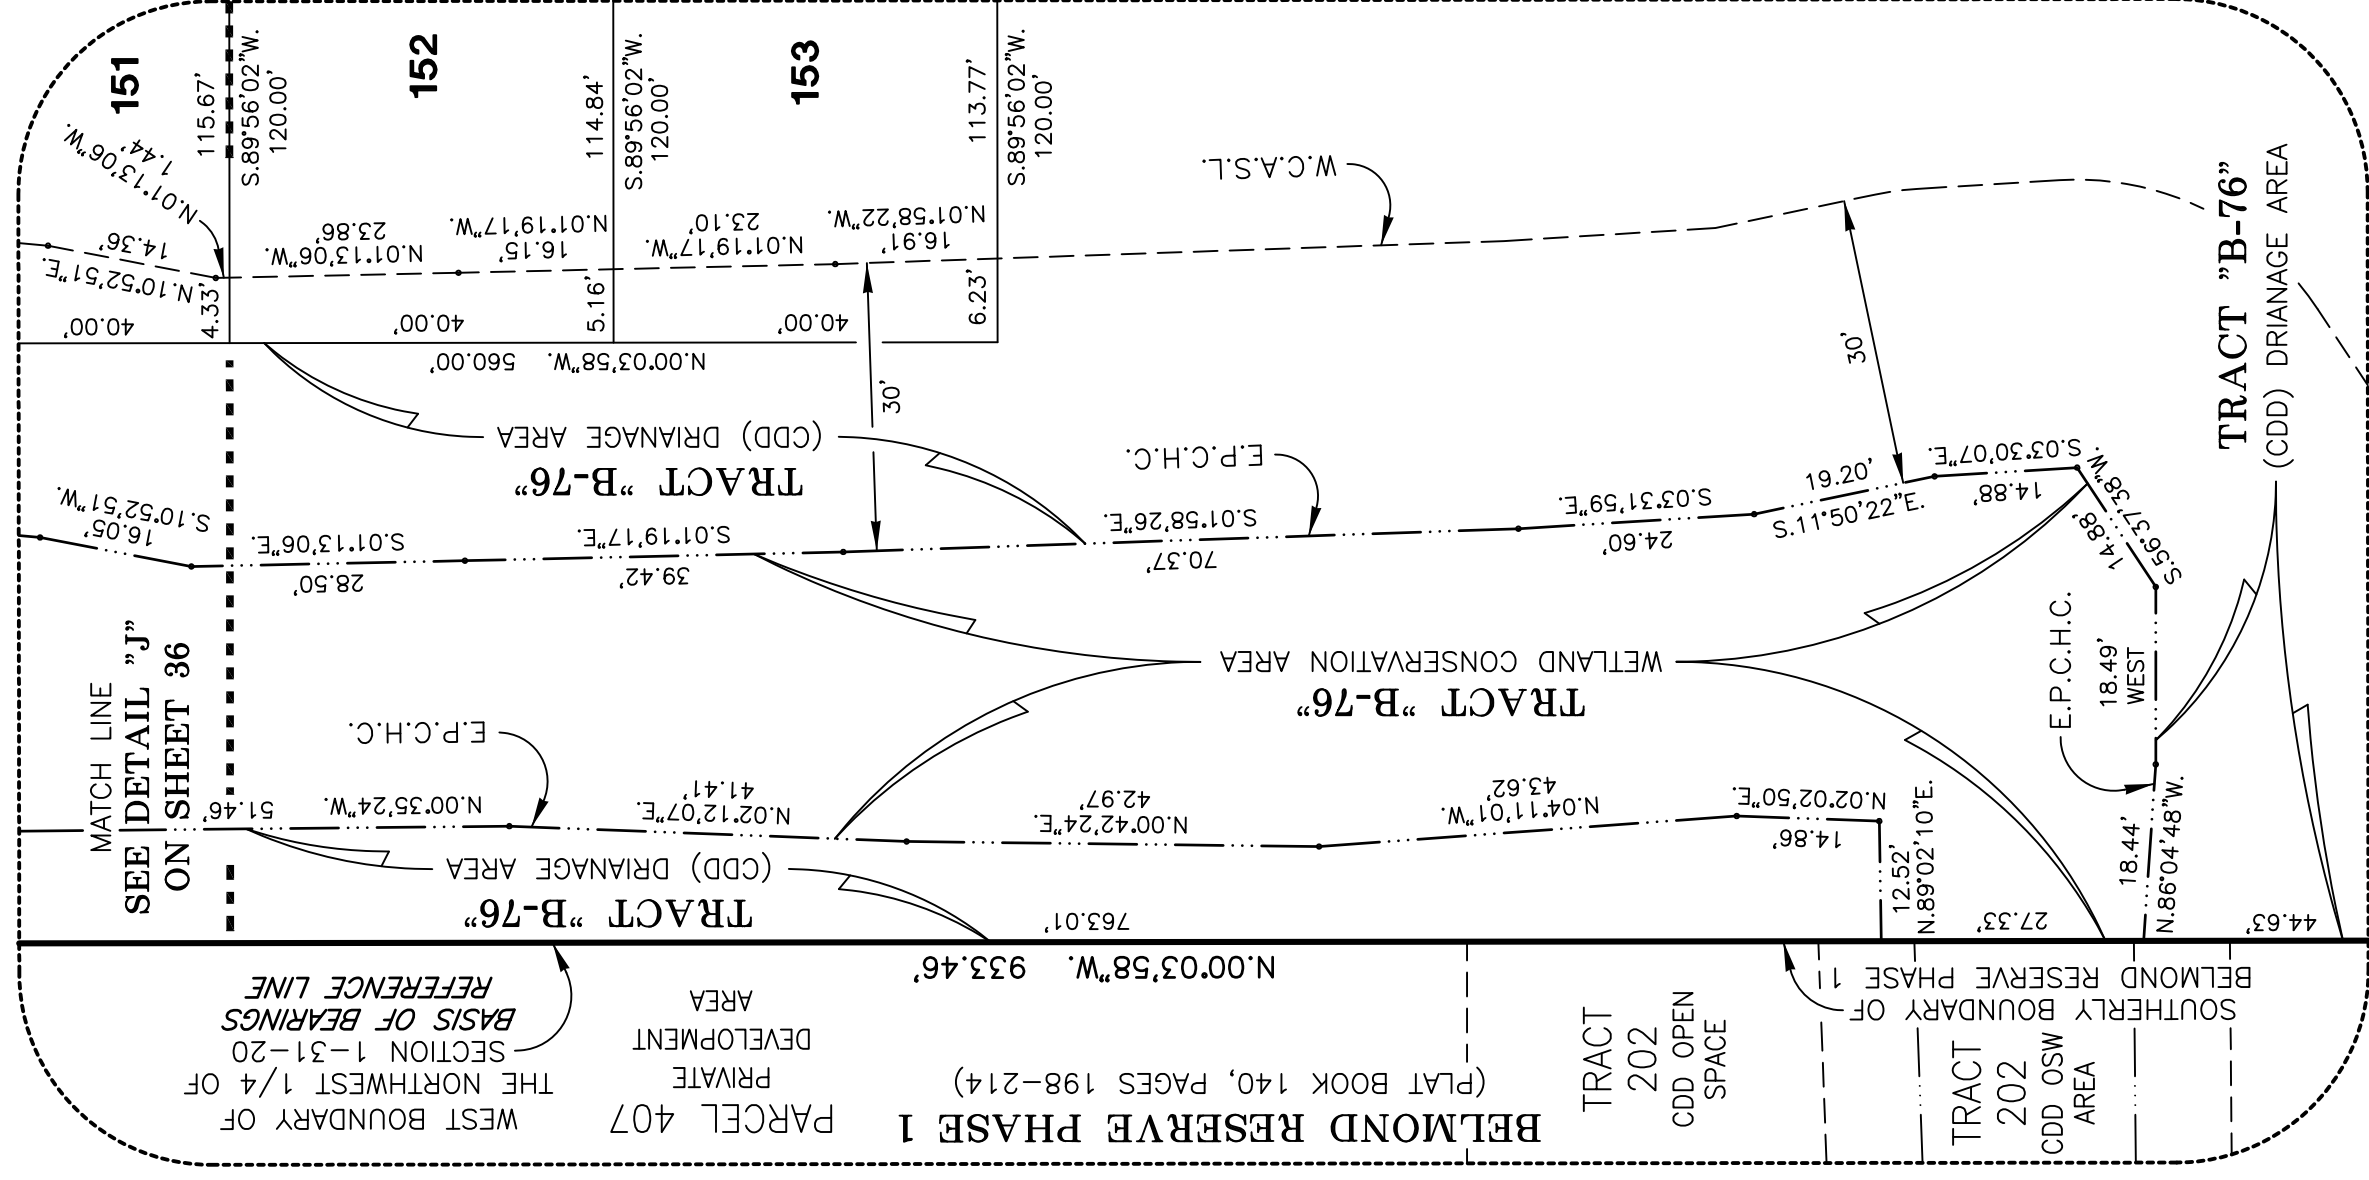 151
152
153
115.67'
S.89°56'02"W.
120.00'
114.84'
S.89°56'02"W.
120.00'
113.77'
S.89°56'02"W.
120.00'
N.01°13'06"W.
1.44'
N.10°52'51"E.
14.36'
N.01°13'06"W.
23.86'
N.01°19'17"W.
16.15'
N.01°19'17"W.
23.10'
N.01°58'22"W.
16.91'
W.C.A.S.L.
40.00'
4.33'
40.00'
5.16'
40.00'
6.23'
N.00°03'58"W. 560.00'
30'
30'
TRACT "B-76"
(CDD) DRIANAGE AREA
TRACT "B-76"
(CDD) DRIANAGE AREA
E.P.C.H.C.
S.10°52'51"W.
16.05'
S.01°13'06"E.
28.50'
S.01°19'17"E.
39.42'
S.01°58'26"E.
70.37'
S.03°31'59"E.
24.60'
19.20'
S.11°50'22"E.
S.03°30'07"E.
14.88'
S.56°37'38"W.
14.88'
18.49'
WEST
E.P.C.H.C.
MATCH LINE
SEE DETAIL "J"
ON SHEET 36
TRACT "B-76"
WETLAND CONSERVATION AREA
E.P.C.H.C.
51.46'
N.00°35'24"W.
N.02°12'07"E.
41.41'
N.00°42'24"E.
42.97'
N.04°11'01"W.
43.62'
N.02°02'50"E.
14.86'
12.52'
N.89°02'10"E.
18.44'
N.86°04'48"W.
TRACT "B-76"
(CDD) DRIANAGE AREA
763.01'
27.33'
44.63'
N.00°03'58"W. 933.46'
WEST BOUNDARY OF
THE NORTHWEST 1/4 OF
SECTION 1-31-20
BASIS OF BEARINGS
REFERENCE LINE
PARCEL 407
PRIVATE
DEVELOPMENT
AREA
BELMOND RESERVE PHASE 1
(PLAT BOOK 140, PAGES 198-214)
TRACT
202
CDD OPEN
SPACE
SOUTHERLY BOUNDARY OF
BELMOND RESERVE PHASE 1
TRACT
202
CDD OSW
AREA